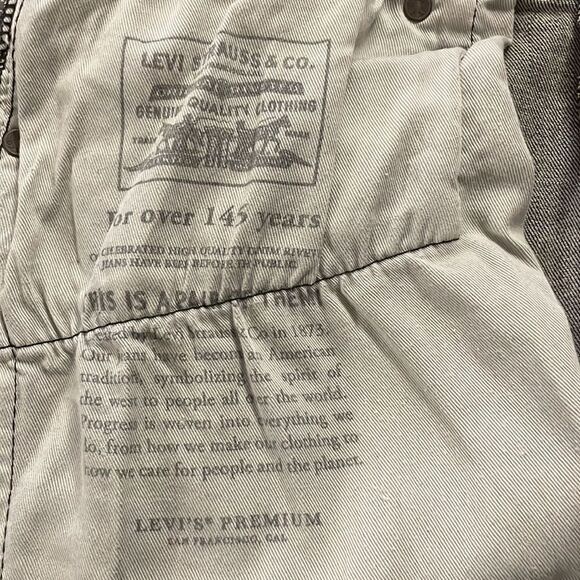 LEVI STRAUSS & CO.
GENUINE QUALITY CLOTHING
TRADE MARK
For over 145 years
CELEBRATED HIGH QUALITY DENIM RIVET
JEANS HAVE BEEN BEFORE THE PUBLIC
THIS IS A PAIR OF THEM!
Created by Levi Strauss & Co in 1873.
Our jeans have become an American
tradition, symbolizing the spirit of
the west to people all over the world.
Progress is woven into everything we
do, from how we make our clothing to
how we care for people and the planet.
LEVI'S® PREMIUM
SAN FRANCISCO, CAL